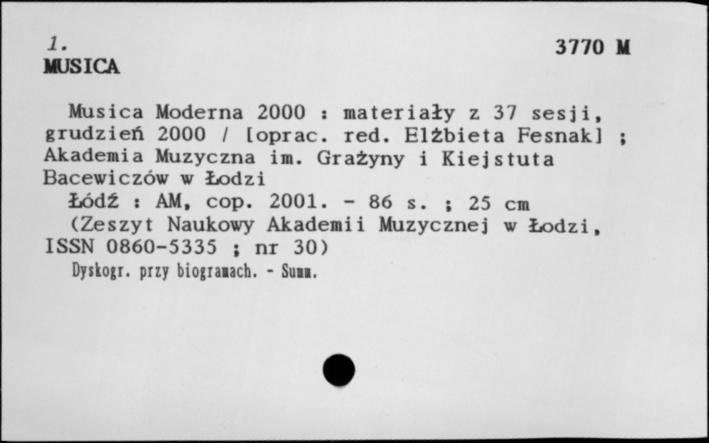 1.
3770 M
MUSICA
Musica Moderna 2000 : materiały z 37 sesji,
grudzień 2000 / [oprac. red. Elżbieta Fesnak] ;
Akademia Muzyczna im. Grażyny i Kiejstuta
Bacewiczów w Łodzi
Łódź : AM, cop. 2001. - 86 s. ; 25 cm
(Zeszyt Naukowy Akademii Muzycznej w Łodzi,
ISSN 0860-5335 ; nr 30)
Dyskogr. przy biogramach. - Summ.